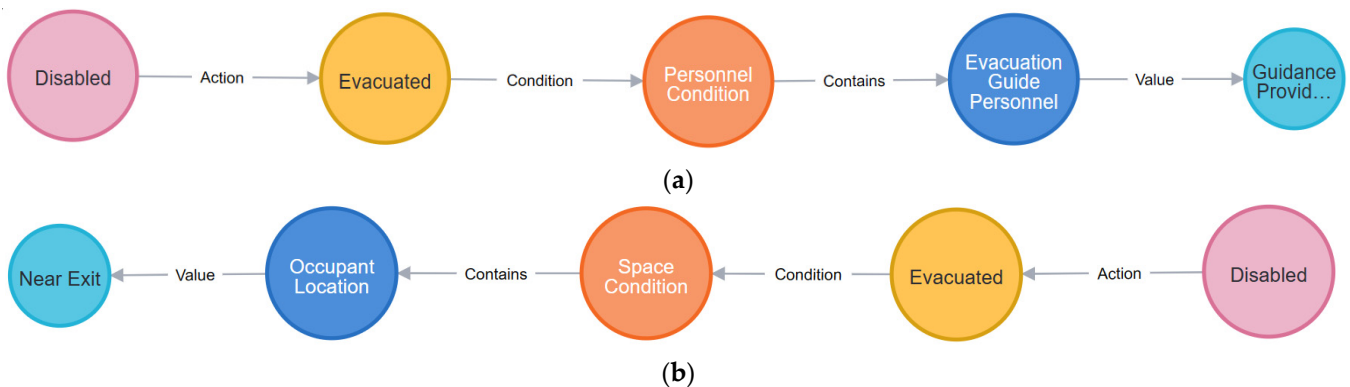 Disabled
Action
Evacuated
Condition
Personnel
Condition
Contains
Evacuation
Guide
Personnel
Value
Guidance
Provid…
(a)
Near Exit
Value
Occupant
Location
Contains
Space
Condition
Condition
Evacuated
Action
Disabled
(b)